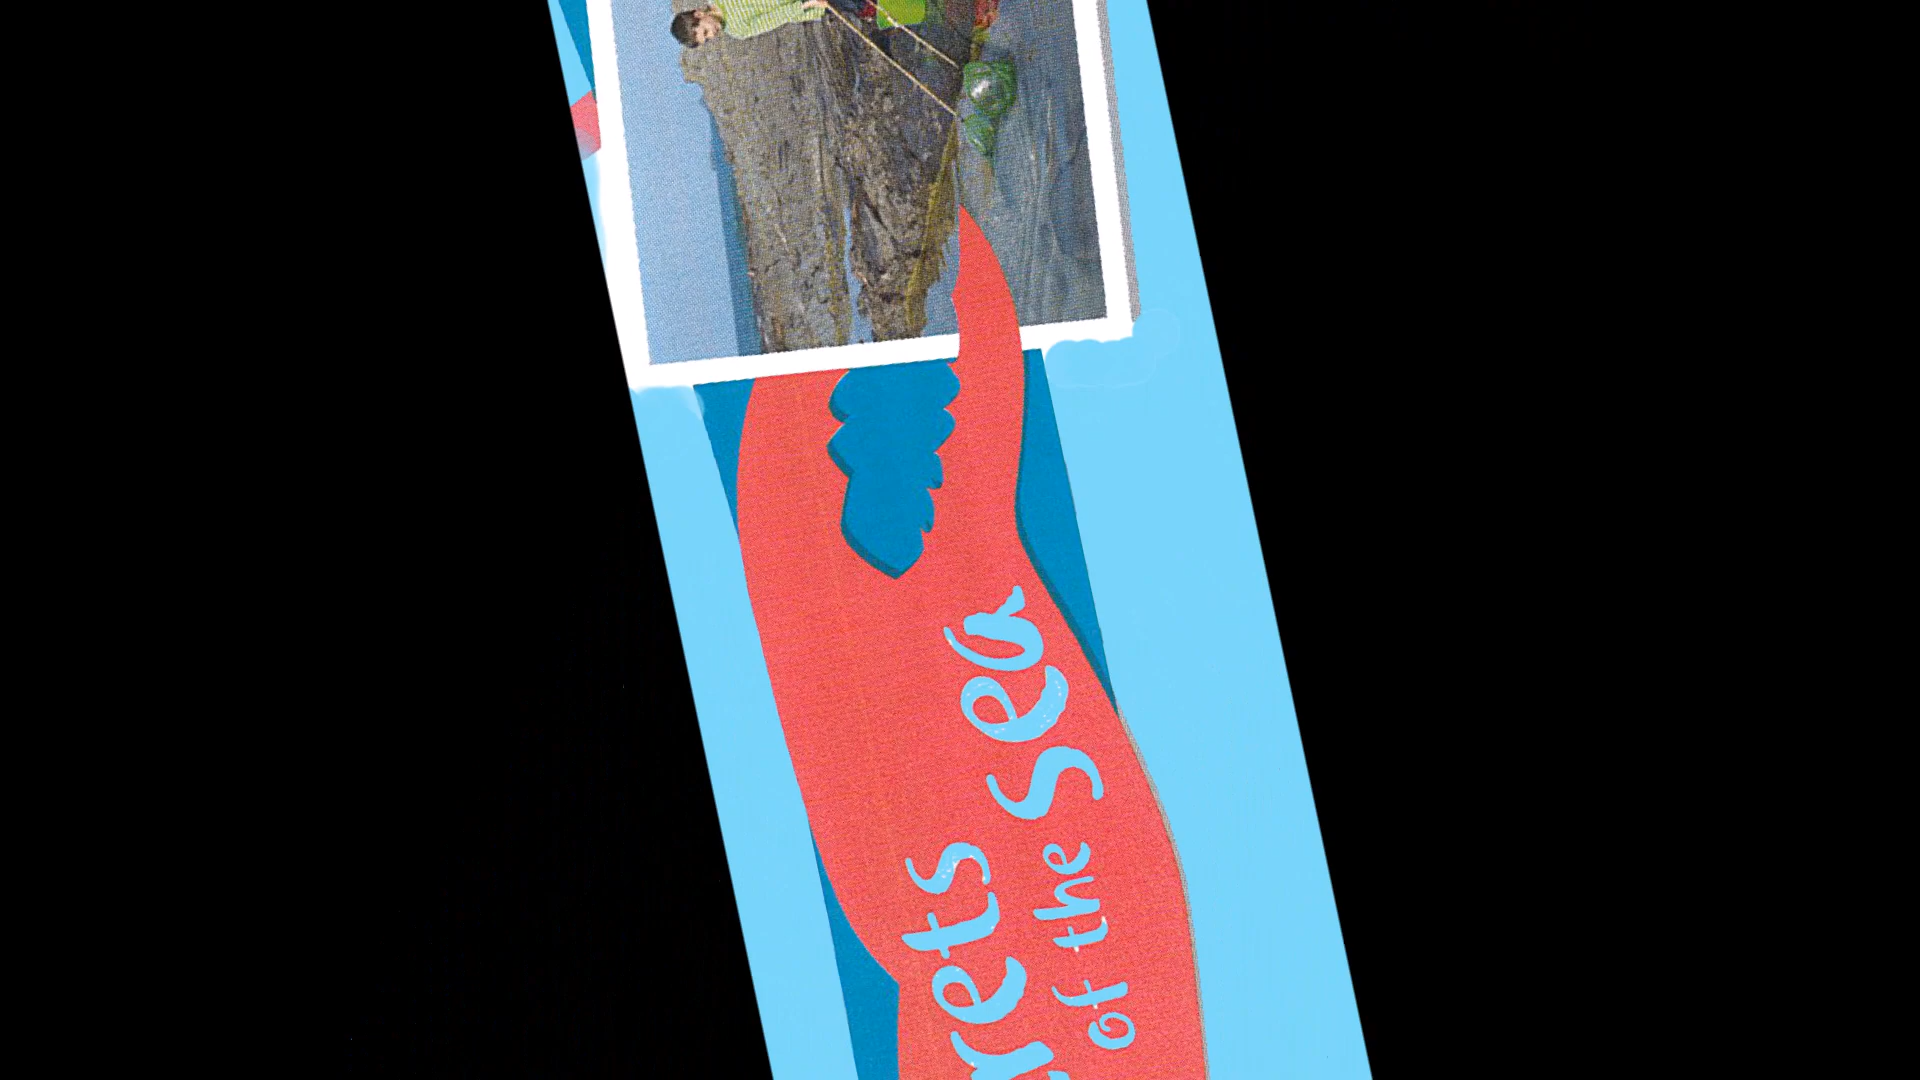 rets
of the Sea